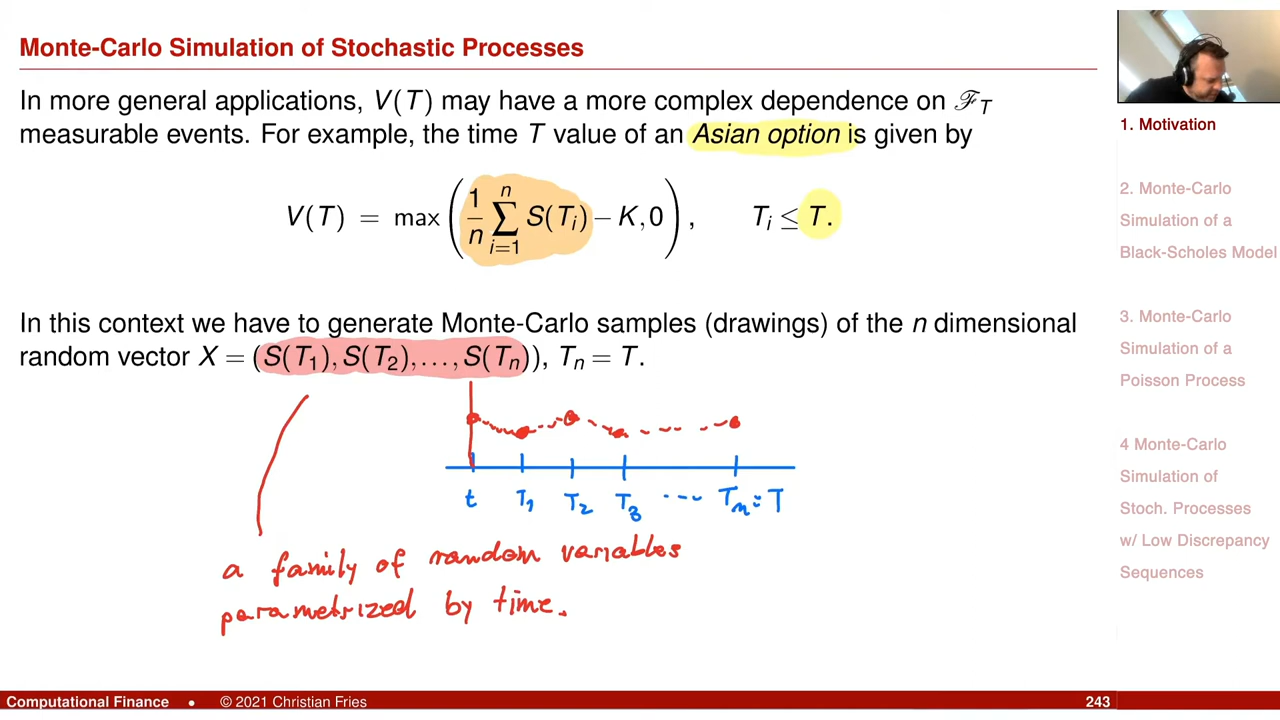 Monte-Carlo Simulation of Stochastic Processes
In more general applications, V(T) may have a more complex dependence on ℱ_T
measurable events. For example, the time T value of an Asian option is given by
V(T) = max( 1/n ∑_{i=1}^{n} S(T_i) − K, 0 ), T_i ≤ T.
In this context we have to generate Monte-Carlo samples (drawings) of the n dimensional
random vector X = (S(T_1), S(T_2), …, S(T_n)), T_n = T.
t T_1 T_2 T_3 ... T_n = T
a family of random variables
parametrized by time.
1. Motivation
2. Monte-Carlo
Simulation of a
Black-Scholes Model
3. Monte-Carlo
Simulation of a
Poisson Process
4 Monte-Carlo
Simulation of
Stoch. Processes
w/ Low Discrepancy
Sequences
Computational Finance • © 2021 Christian Fries 243